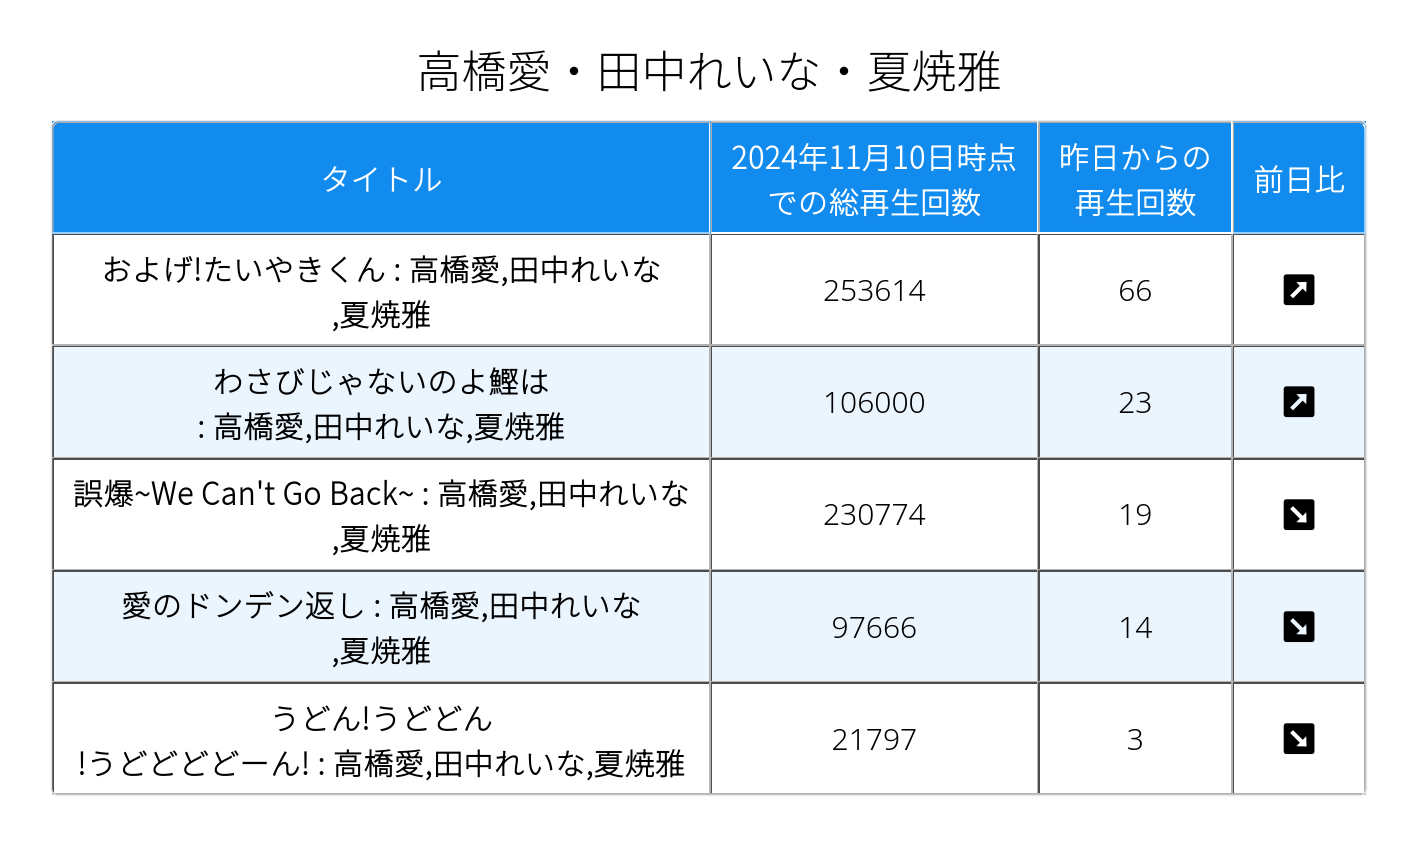 高橋愛・田中れいな・夏焼雅
タイトル
2024年11月10日時点
での総再生回数
昨日からの
再生回数
前日比
およげ!たいやきくん : 高橋愛,田中れいな
,夏焼雅
253614
66
わさびじゃないのよ鰹は
: 高橋愛,田中れいな,夏焼雅
106000
23
誤爆~We Can't Go Back~ : 高橋愛,田中れいな
,夏焼雅
230774
19
愛のドンデン返し : 高橋愛,田中れいな
,夏焼雅
97666
14
うどん!うどどん
!うどどどどーん! : 高橋愛,田中れいな,夏焼雅
21797
3